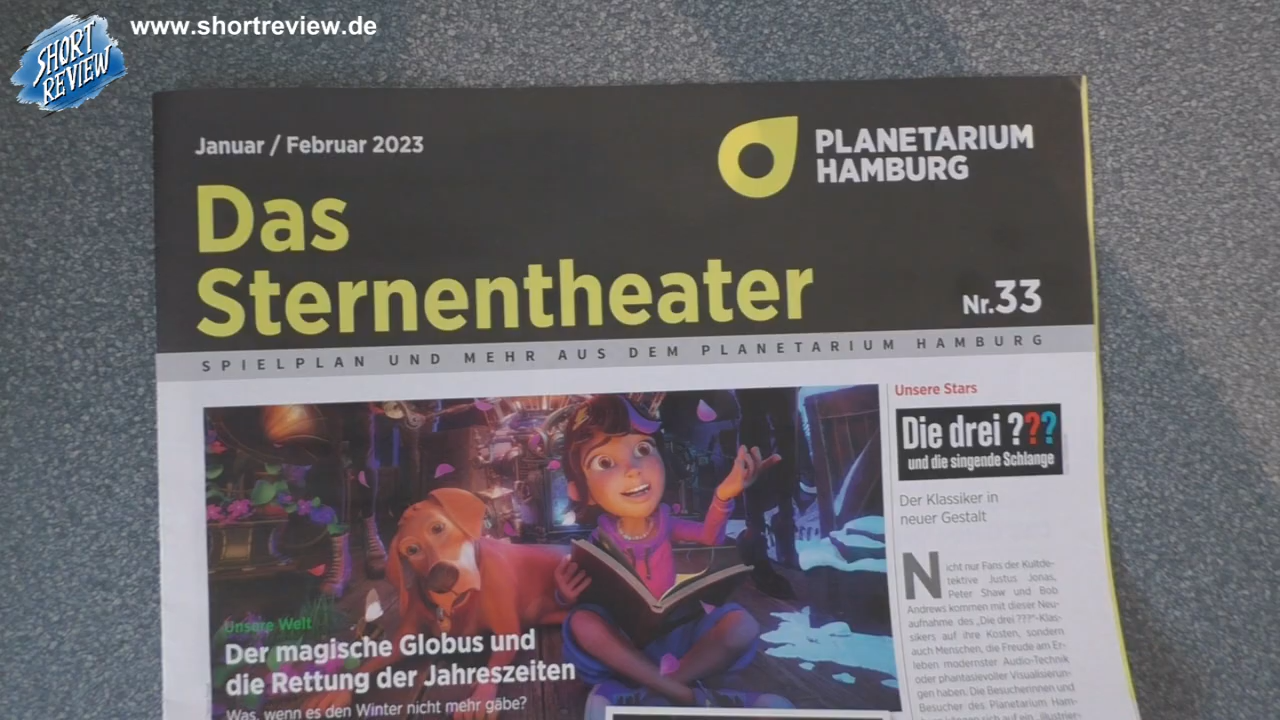 SHORT
REVIEW
www.shortreview.de
Januar / Februar 2023
PLANETARIUM
HAMBURG
Das
Sternentheater
Nr.33
SPIELPLAN UND MEHR AUS DEM PLANETARIUM HAMBURG
Unsere Welt
Der magische Globus und
die Rettung der Jahreszeiten
Was, wenn es den Winter nicht mehr gäbe?
Unsere Stars
Die drei ???
und die singende Schlange
Der Klassiker in
neuer Gestalt
Nicht nur Fans der Kultde-
tektive Justus Jonas,
Peter Shaw und Bob
Andrews kommen mit dieser Neu-
aufnahme des „Die drei ???"-Klas-
sikers auf ihre Kosten, sondern
auch Menschen, die Freude am Er-
leben modernster Audio-Technik
oder phantasievoller Visualisierun-
gen haben. Die Besucherinnen und
Besucher des Planetarium Ham-